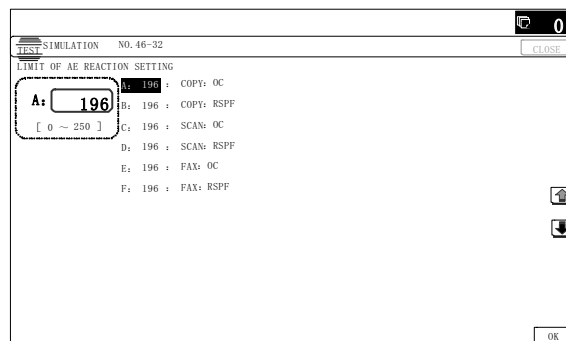 0
TEST SIMULATION NO.46-32
CLOSE
LIMIT OF AE REACTION SETTING
A: 196
[ 0 ~ 250 ]
A: 196 : COPY: OC
B: 196 : COPY: RSPF
C: 196 : SCAN: OC
D: 196 : SCAN: RSPF
E: 196 : FAX: OC
F: 196 : FAX: RSPF
OK